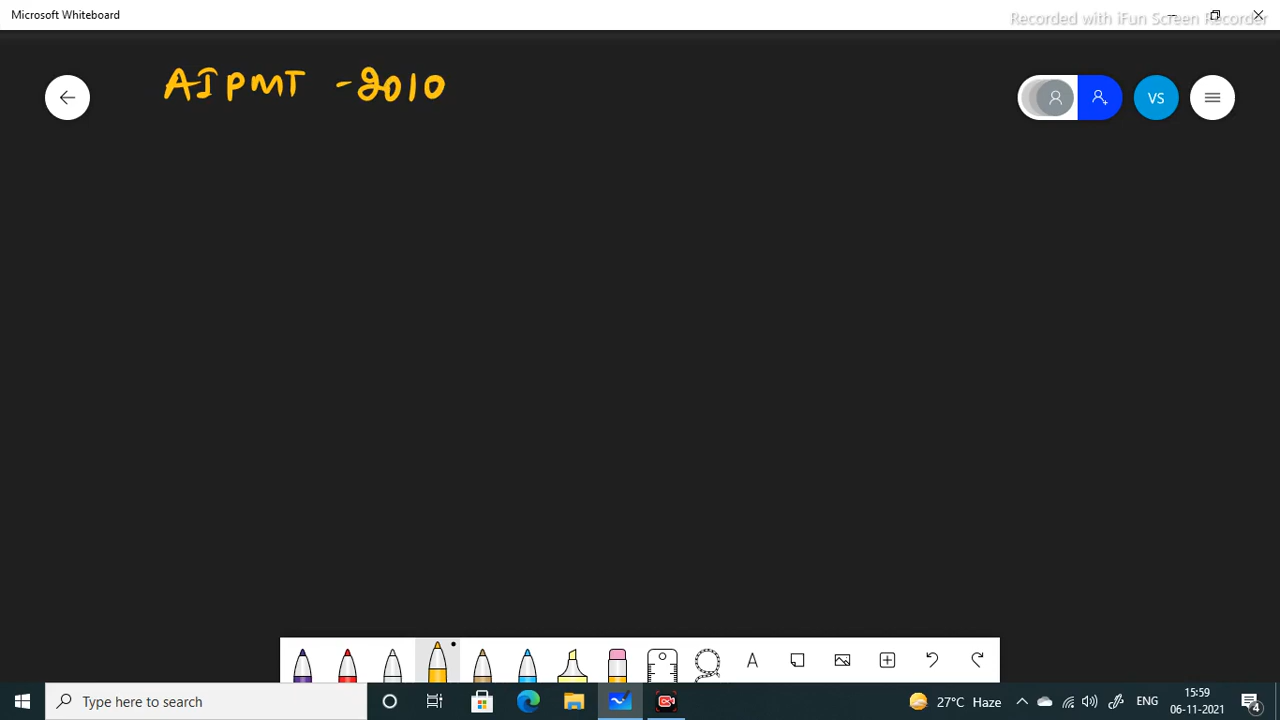 Microsoft Whiteboard
Recorded with iFun Screen Recorder
AIPMT - 2010
VS
A
Type here to search
27°C Haze
ENG
15:59
06-11-2021
4